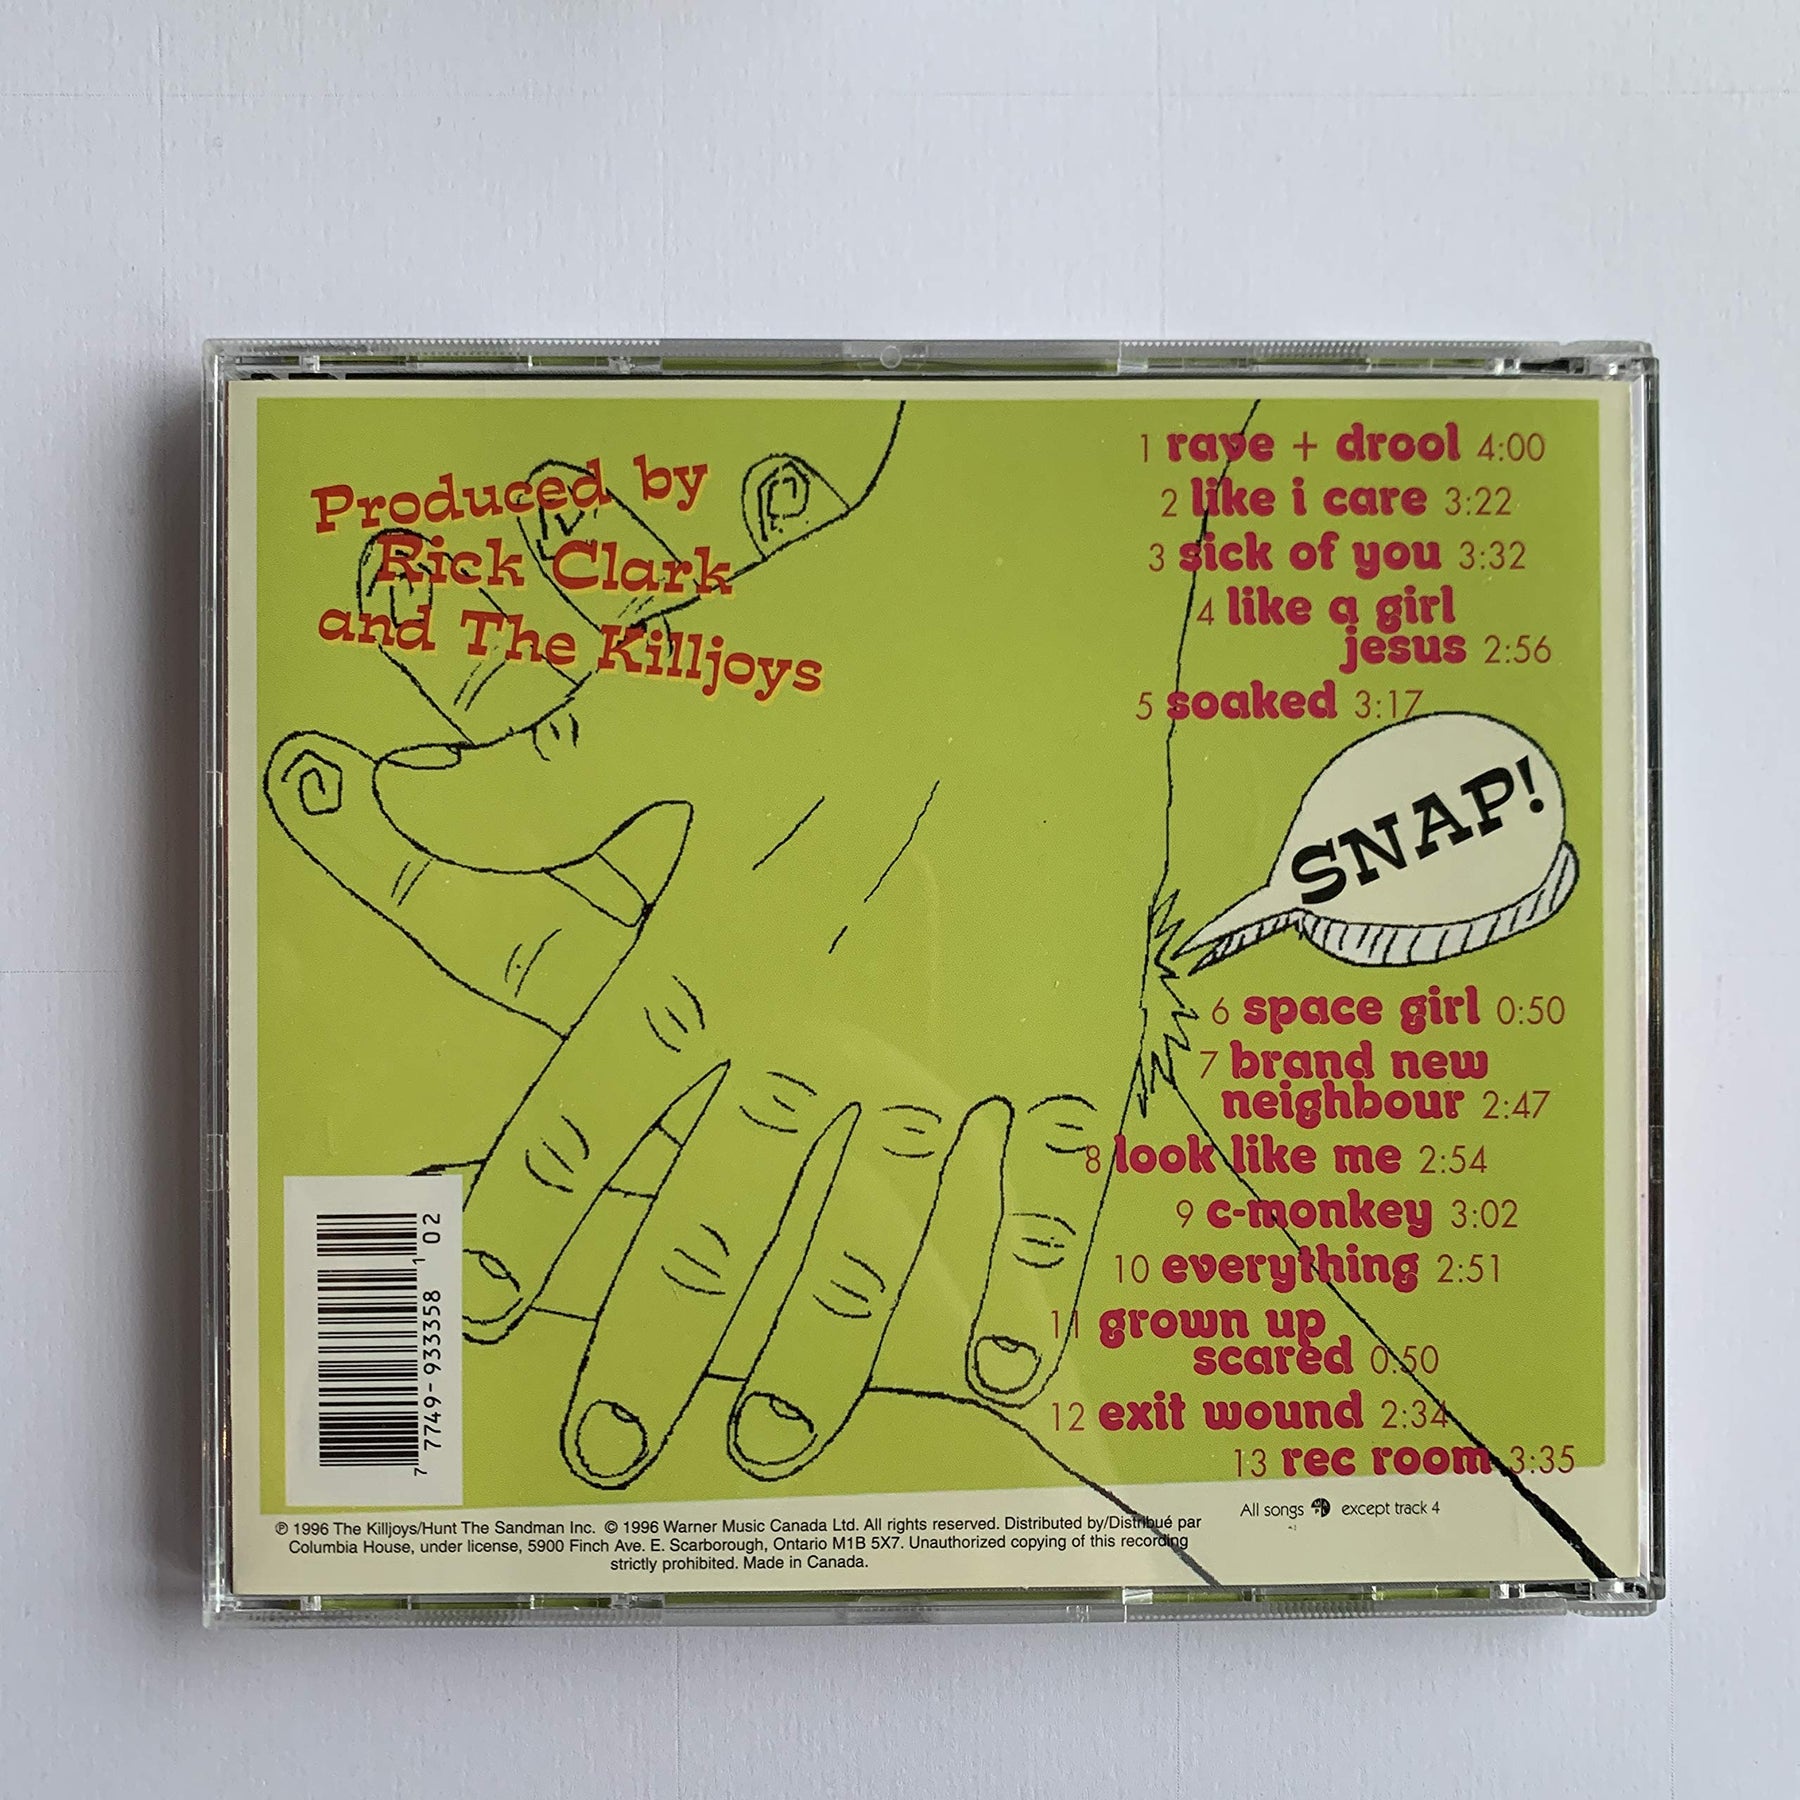 Produced by
Rick Clark
and The Killjoys
1 rave + drool 4:00
2 like i care 3:22
3 sick of you 3:32
4 like a girl
jesus 2:56
5 soaked 3:17
SNAP!
6 space girl 0:50
7 brand new
neighbour 2:47
8 look like me 2:54
9 c-monkey 3:02
10 everything 2:51
11 grown up
scared 0:50
12 exit wound 2:34
13 rec room 3:35
All songs except track 4
7 7749-933358 1 02
℗ 1996 The Killjoys/Hunt The Sandman Inc. © 1996 Warner Music Canada Ltd. All rights reserved. Distributed by/Distribué par
Columbia House, under license, 5900 Finch Ave. E. Scarborough, Ontario M1B 5X7. Unauthorized copying of this recording
strictly prohibited. Made in Canada.